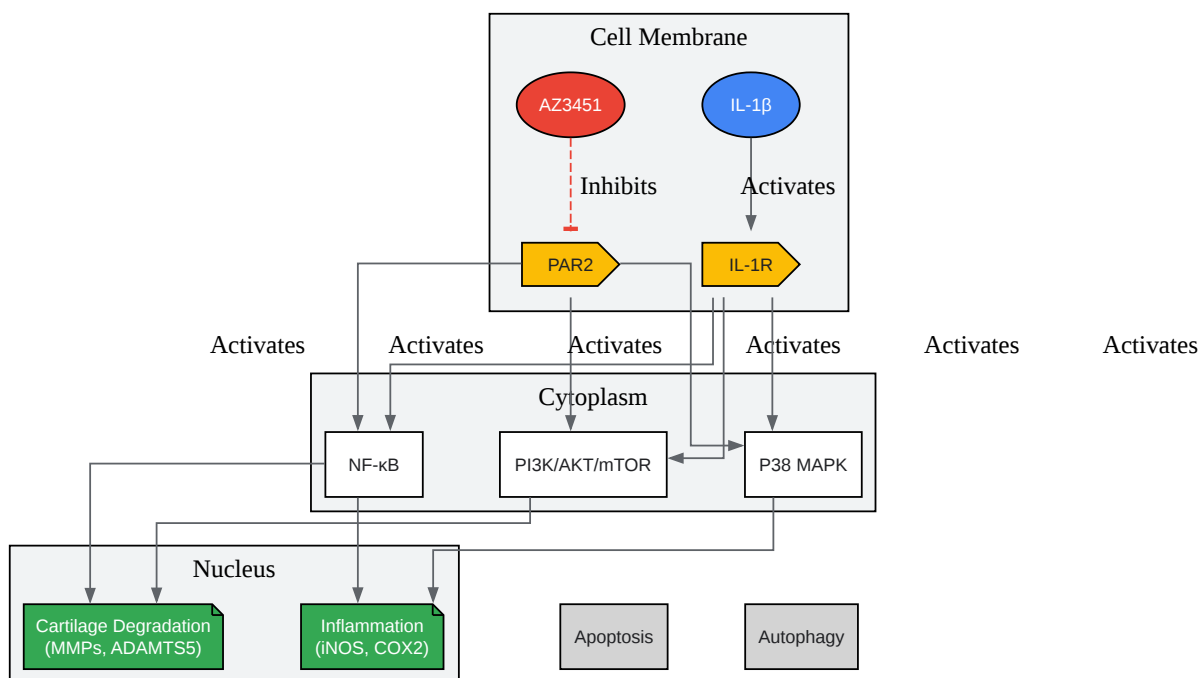 Cell Membrane
AZ3451
IL-1β
Inhibits
Activates
PAR2
IL-1R
Activates
Activates
Activates
Activates
Activates
Activates
Cytoplasm
NF-κB
PI3K/AKT/mTOR
P38 MAPK
Nucleus
Cartilage Degradation
(MMPs, ADAMTS5)
Inflammation
(iNOS, COX2)
Apoptosis
Autophagy